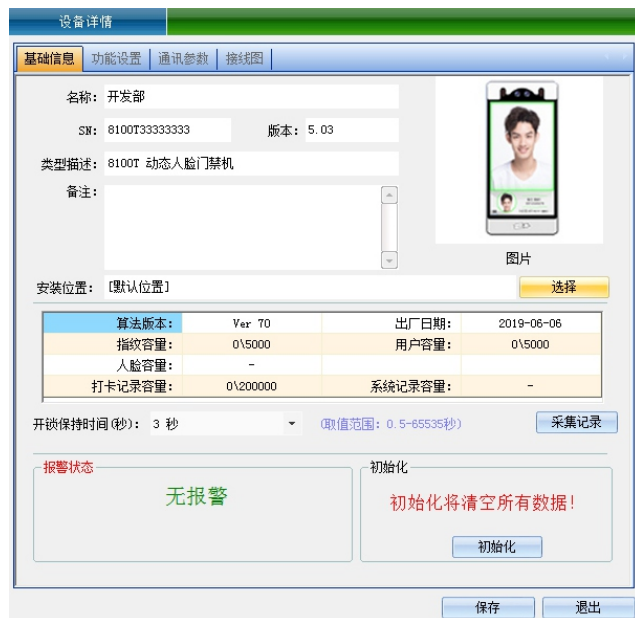 设备详情
基础信息 功能设置 通讯参数 接线图
名称: 开发部
SN: 8100T33333333 版本: 5.03
类型描述: 8100T 动态人脸门禁机
备注:
图片
安装位置: [默认位置] 选择
算法版本: Ver 70 出厂日期: 2019-06-06
指纹容量: 0\5000 用户容量: 0\5000
人脸容量: -
打卡记录容量: 0\200000 系统记录容量: -
开锁保持时间(秒): 3 秒 (取值范围: 0.5-65535秒) 采集记录
报警状态 初始化
无报警 初始化将清空所有数据!
初始化
保存 退出